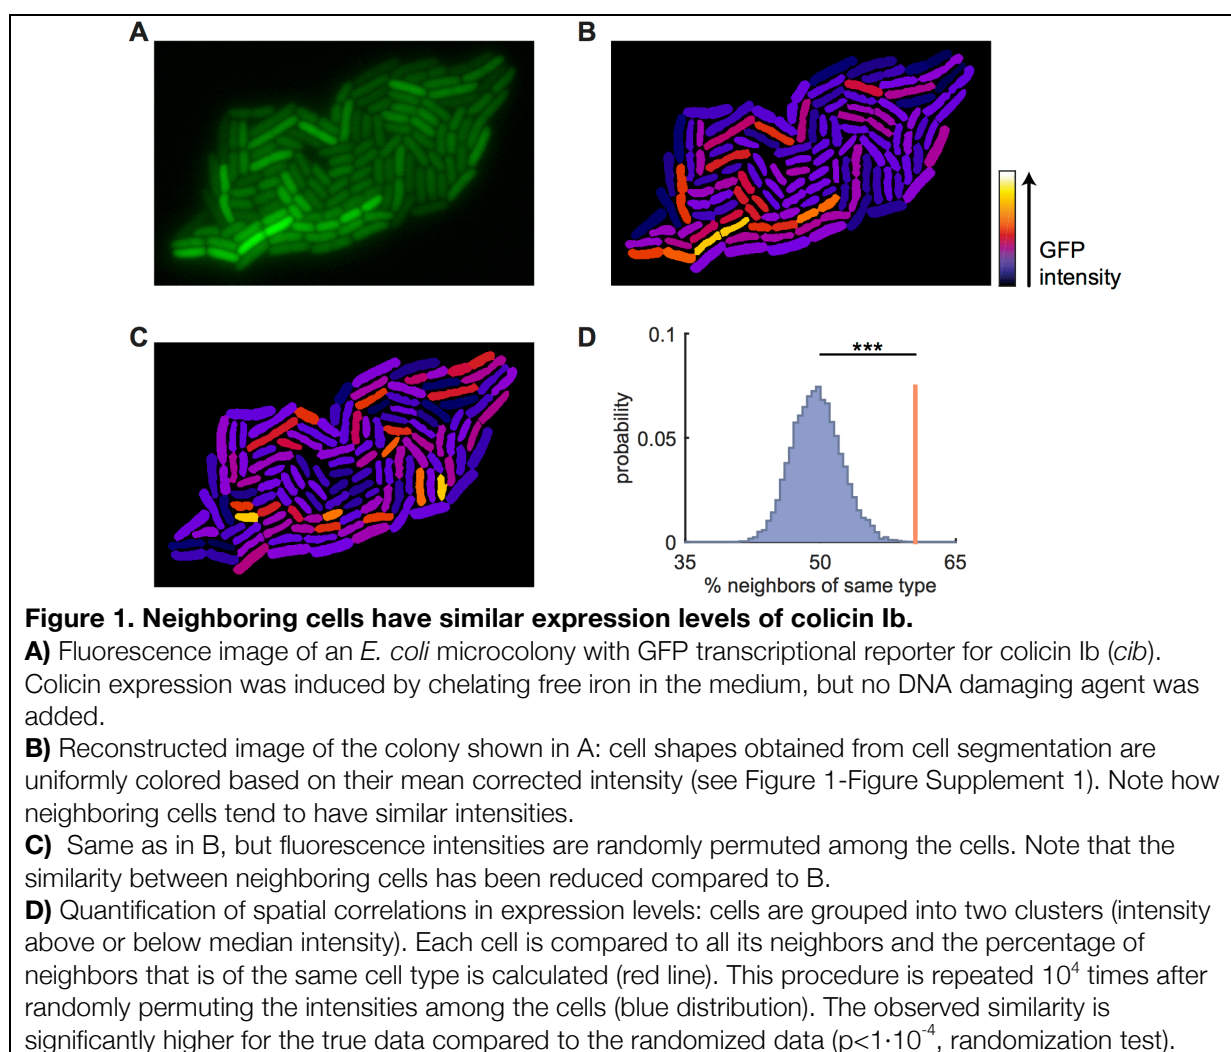 A
B
GFP
intensity
C
D
0.1
***
probability
0.05
0
35
50
65
% neighbors of same type
Figure 1. Neighboring cells have similar expression levels of colicin Ib.
A) Fluorescence image of an E. coli microcolony with GFP transcriptional reporter for colicin Ib (cib).
Colicin expression was induced by chelating free iron in the medium, but no DNA damaging agent was
added.
B) Reconstructed image of the colony shown in A: cell shapes obtained from cell segmentation are
uniformly colored based on their mean corrected intensity (see Figure 1-Figure Supplement 1). Note how
neighboring cells tend to have similar intensities.
C) Same as in B, but fluorescence intensities are randomly permuted among the cells. Note that the
similarity between neighboring cells has been reduced compared to B.
D) Quantification of spatial correlations in expression levels: cells are grouped into two clusters (intensity
above or below median intensity). Each cell is compared to all its neighbors and the percentage of
neighbors that is of the same cell type is calculated (red line). This procedure is repeated 10⁴ times after
randomly permuting the intensities among the cells (blue distribution). The observed similarity is
significantly higher for the true data compared to the randomized data (p<1·10⁻⁴, randomization test).